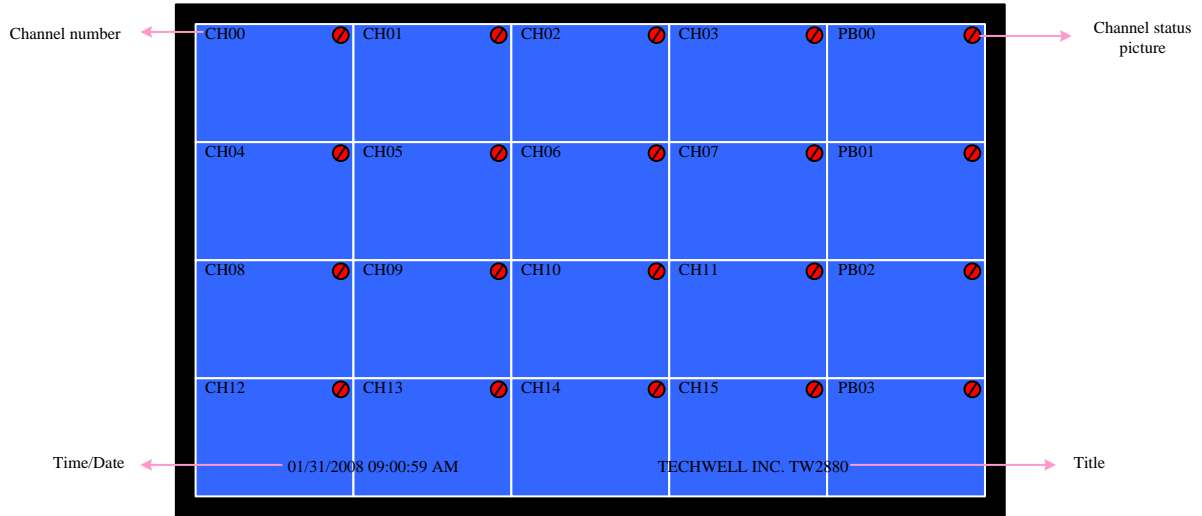 Channel number
CH00
CH01
CH02
CH03
PB00
Channel status
picture
CH04
CH05
CH06
CH07
PB01
CH08
CH09
CH10
CH11
PB02
CH12
CH13
CH14
CH15
PB03
Time/Date
01/31/2008 09:00:59 AM
TECHWELL INC. TW2880
Title